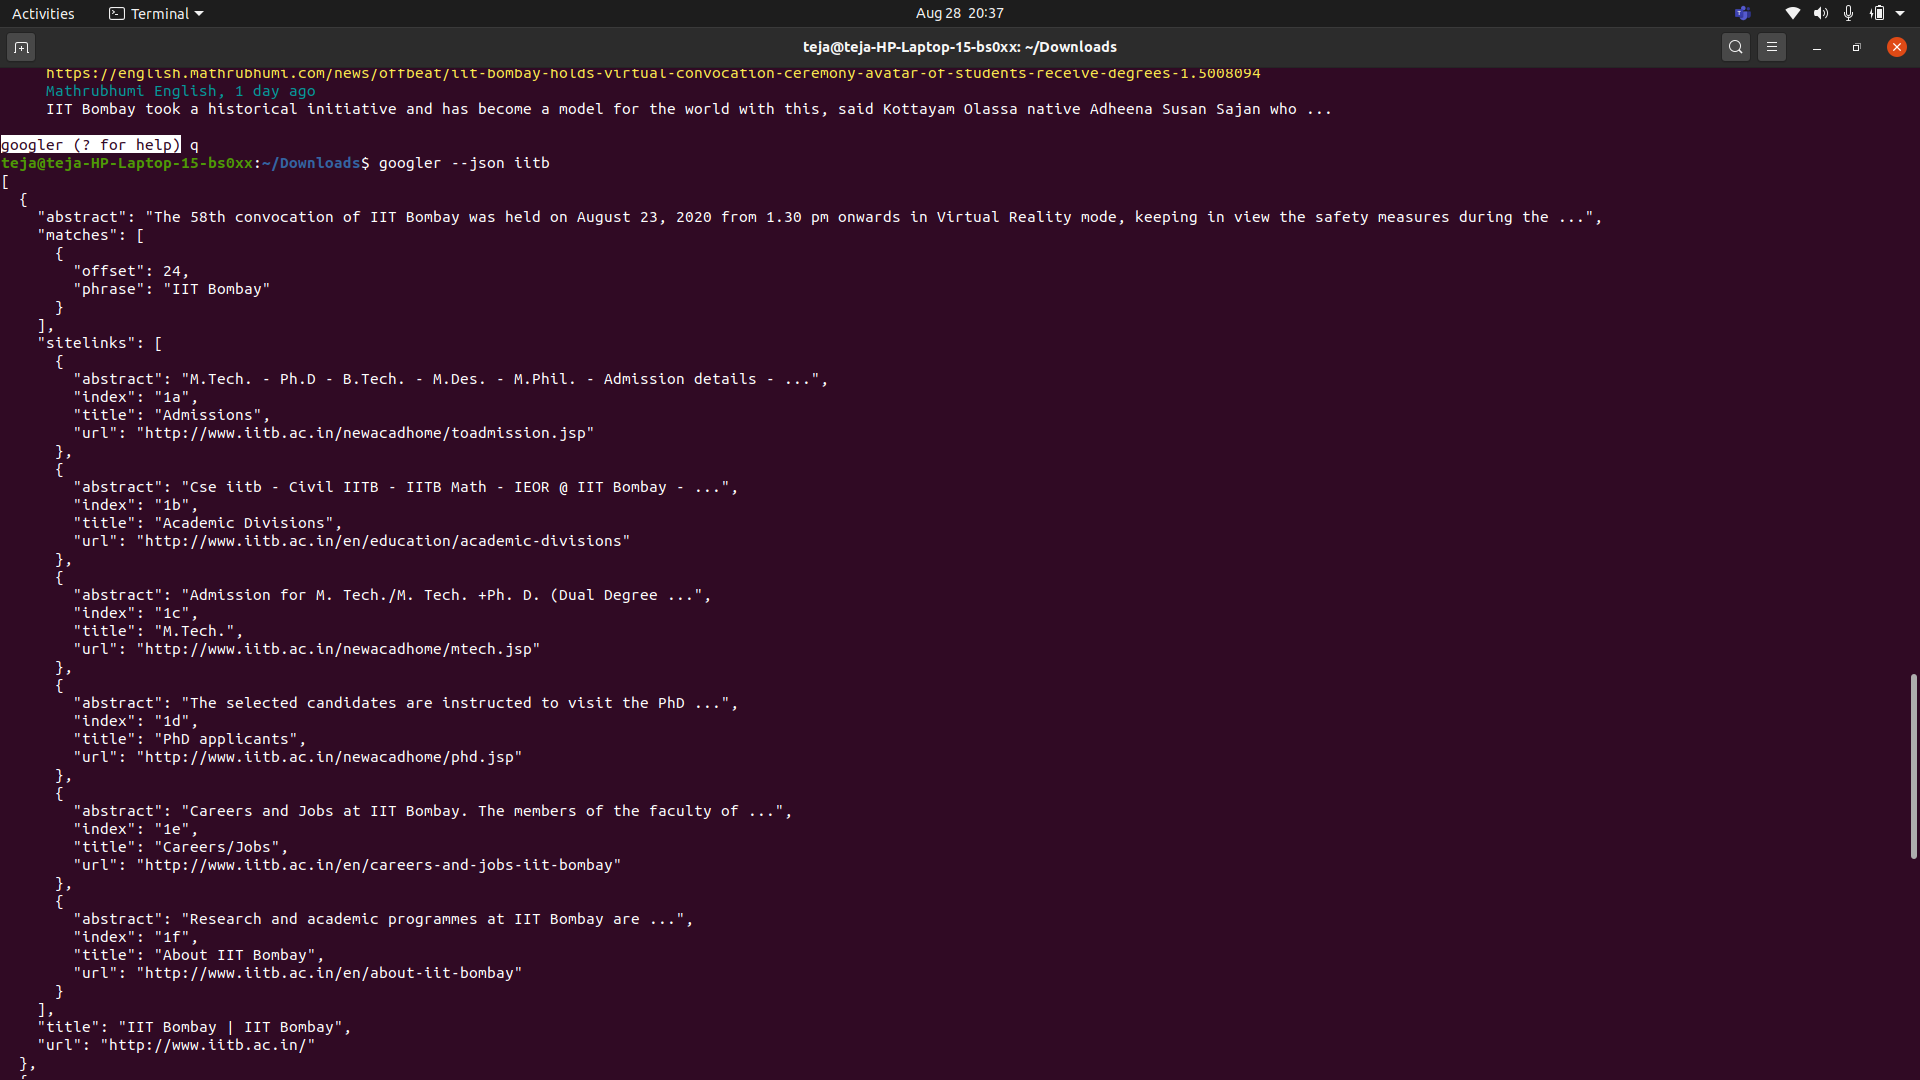 Activities Terminal Aug 28 20:37
teja@teja-HP-Laptop-15-bs0xx: ~/Downloads
https://english.mathrubhumi.com/news/offbeat/iit-bombay-holds-virtual-convocation-ceremony-avatar-of-students-receive-degrees-1.5008094
Mathrubhumi English, 1 day ago
IIT Bombay took a historical initiative and has become a model for the world with this, said Kottayam Olassa native Adheena Susan Sajan who ...
googler (? for help) q
teja@teja-HP-Laptop-15-bs0xx:~/Downloads$ googler --json iitb
[
  {
    "abstract": "The 58th convocation of IIT Bombay was held on August 23, 2020 from 1.30 pm onwards in Virtual Reality mode, keeping in view the safety measures during the ...",
    "matches": [
      {
        "offset": 24,
        "phrase": "IIT Bombay"
      }
    ],
    "sitelinks": [
      {
        "abstract": "M.Tech. - Ph.D - B.Tech. - M.Des. - M.Phil. - Admission details - ...",
        "index": "1a",
        "title": "Admissions",
        "url": "http://www.iitb.ac.in/newacadhome/toadmission.jsp"
      },
      {
        "abstract": "Cse iitb - Civil IITB - IITB Math - IEOR @ IIT Bombay - ...",
        "index": "1b",
        "title": "Academic Divisions",
        "url": "http://www.iitb.ac.in/en/education/academic-divisions"
      },
      {
        "abstract": "Admission for M. Tech./M. Tech. +Ph. D. (Dual Degree ...",
        "index": "1c",
        "title": "M.Tech.",
        "url": "http://www.iitb.ac.in/newacadhome/mtech.jsp"
      },
      {
        "abstract": "The selected candidates are instructed to visit the PhD ...",
        "index": "1d",
        "title": "PhD applicants",
        "url": "http://www.iitb.ac.in/newacadhome/phd.jsp"
      },
      {
        "abstract": "Careers and Jobs at IIT Bombay. The members of the faculty of ...",
        "index": "1e",
        "title": "Careers/Jobs",
        "url": "http://www.iitb.ac.in/en/careers-and-jobs-iit-bombay"
      },
      {
        "abstract": "Research and academic programmes at IIT Bombay are ...",
        "index": "1f",
        "title": "About IIT Bombay",
        "url": "http://www.iitb.ac.in/en/about-iit-bombay"
      }
    ],
    "title": "IIT Bombay | IIT Bombay",
    "url": "http://www.iitb.ac.in/"
  },
  {